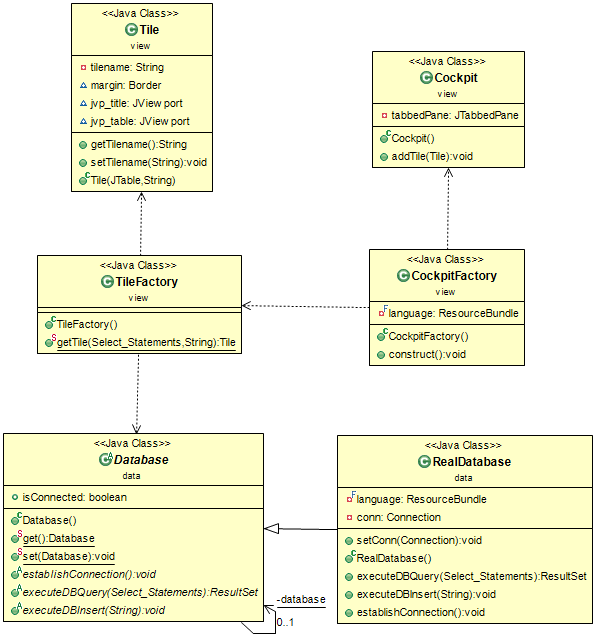 <<Java Class>>
Tile
view
tilename: String
margin: Border
jvp_title: JView port
jvp_table: JView port
getTilename():String
setTilename(String):void
Tile(JTable,String)
<<Java Class>>
Cockpit
view
tabbedPane: JTabbedPane
Cockpit()
addTile(Tile):void
<<Java Class>>
TileFactory
view
TileFactory()
getTile(Select_Statements,String):Tile
<<Java Class>>
CockpitFactory
view
language: ResourceBundle
CockpitFactory()
construct():void
<<Java Class>>
Database
data
isConnected: boolean
Database()
get():Database
set(Database):void
establishConnection():void
executeDBQuery(Select_Statements):ResultSet
executeDBInsert(String):void
-database
0..1
<<Java Class>>
RealDatabase
data
language: ResourceBundle
conn: Connection
setConn(Connection):void
RealDatabase()
executeDBQuery(Select_Statements):ResultSet
executeDBInsert(String):void
establishConnection():void